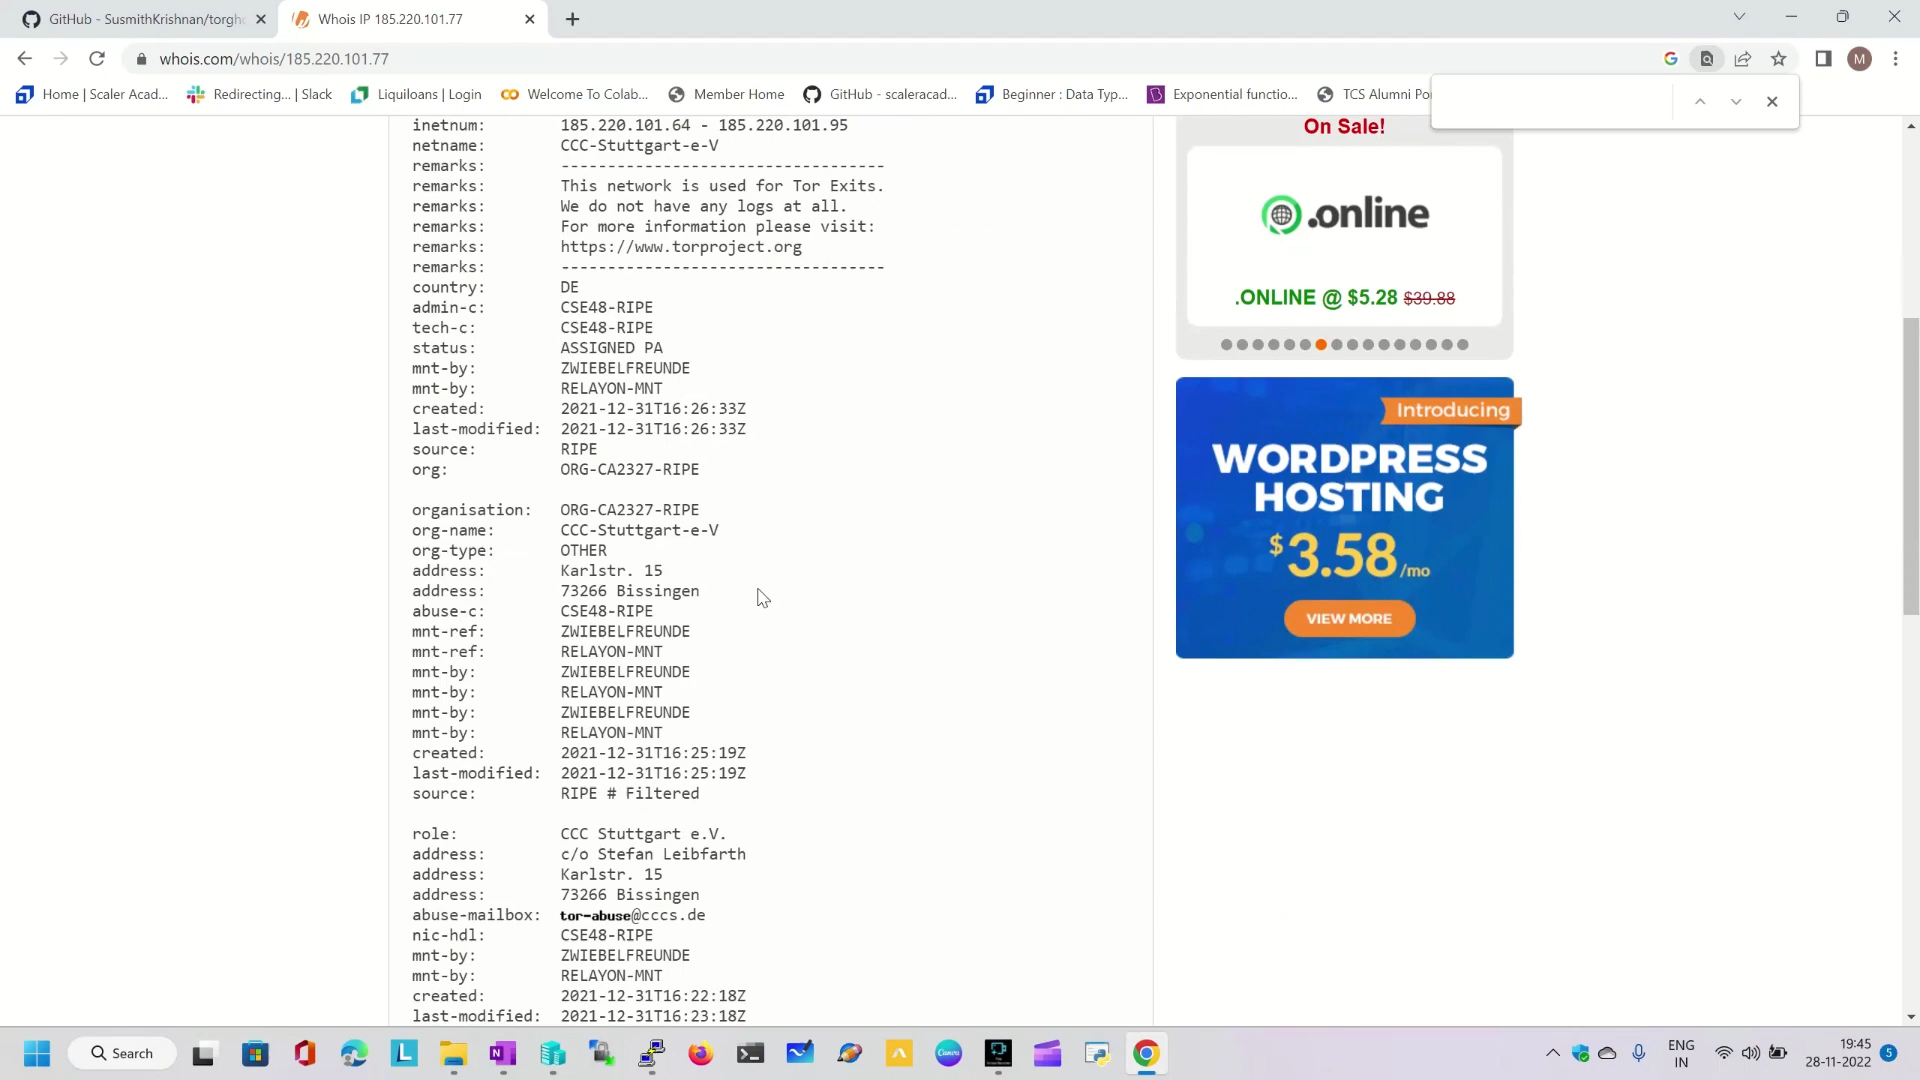 GitHub - SusmithKrishnan/torgho
Whois IP 185.220.101.77
whois.com/whois/185.220.101.77
M
Home | Scaler Acad...
Redirecting... | Slack
Liquiloans | Login
Welcome To Colab...
Member Home
GitHub - scaleracad...
Beginner : Data Typ...
Exponential functio...
TCS Alumni Po
inetnum: 185.220.101.64 - 185.220.101.95
netname: CCC-Stuttgart-e-V
remarks: -----------------------------------
remarks: This network is used for Tor Exits.
remarks: We do not have any logs at all.
remarks: For more information please visit:
remarks: https://www.torproject.org
remarks: -----------------------------------
country: DE
admin-c: CSE48-RIPE
tech-c: CSE48-RIPE
status: ASSIGNED PA
mnt-by: ZWIEBELFREUNDE
mnt-by: RELAYON-MNT
created: 2021-12-31T16:26:33Z
last-modified: 2021-12-31T16:26:33Z
source: RIPE
org: ORG-CA2327-RIPE
organisation: ORG-CA2327-RIPE
org-name: CCC-Stuttgart-e-V
org-type: OTHER
address: Karlstr. 15
address: 73266 Bissingen
abuse-c: CSE48-RIPE
mnt-ref: ZWIEBELFREUNDE
mnt-ref: RELAYON-MNT
mnt-by: ZWIEBELFREUNDE
mnt-by: RELAYON-MNT
mnt-by: ZWIEBELFREUNDE
mnt-by: RELAYON-MNT
created: 2021-12-31T16:25:19Z
last-modified: 2021-12-31T16:25:19Z
source: RIPE # Filtered
role: CCC Stuttgart e.V.
address: c/o Stefan Leibfarth
address: Karlstr. 15
address: 73266 Bissingen
abuse-mailbox: tor-abuse@cccs.de
nic-hdl: CSE48-RIPE
mnt-by: ZWIEBELFREUNDE
mnt-by: RELAYON-MNT
created: 2021-12-31T16:22:18Z
last-modified: 2021-12-31T16:23:18Z
On Sale!
.online
.ONLINE @ $5.28 $39.88
Introducing
WORDPRESS
HOSTING
$3.58/mo
VIEW MORE
Search
L
N
Canva
ENG
IN
19:45
28-11-2022
5